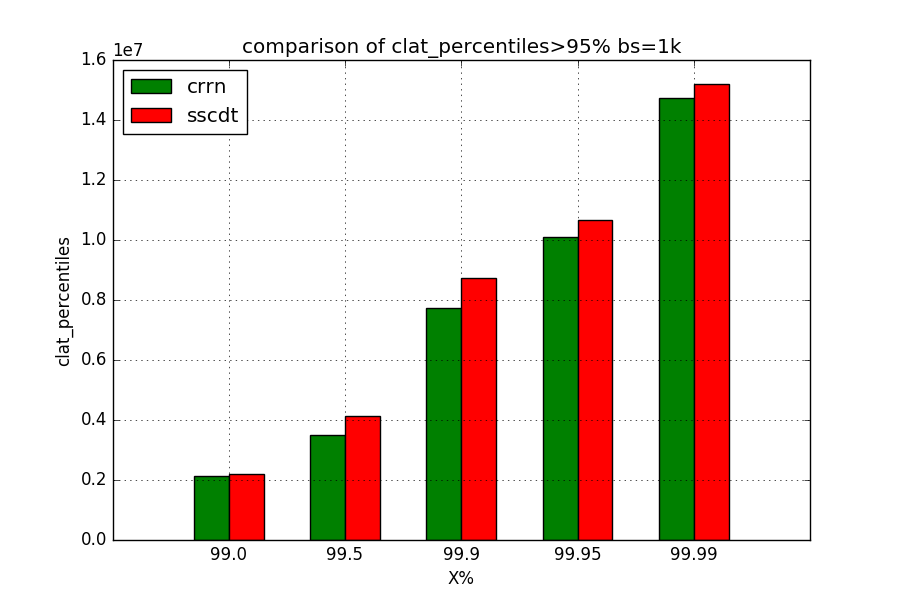 comparison of clat_percentiles>95% bs=1k
1e7
1.6
1.4
1.2
1.0
0.8
0.6
0.4
0.2
0.0
clat_percentiles
crrn
sscdt
99.0 99.5 99.9 99.95 99.99
X%